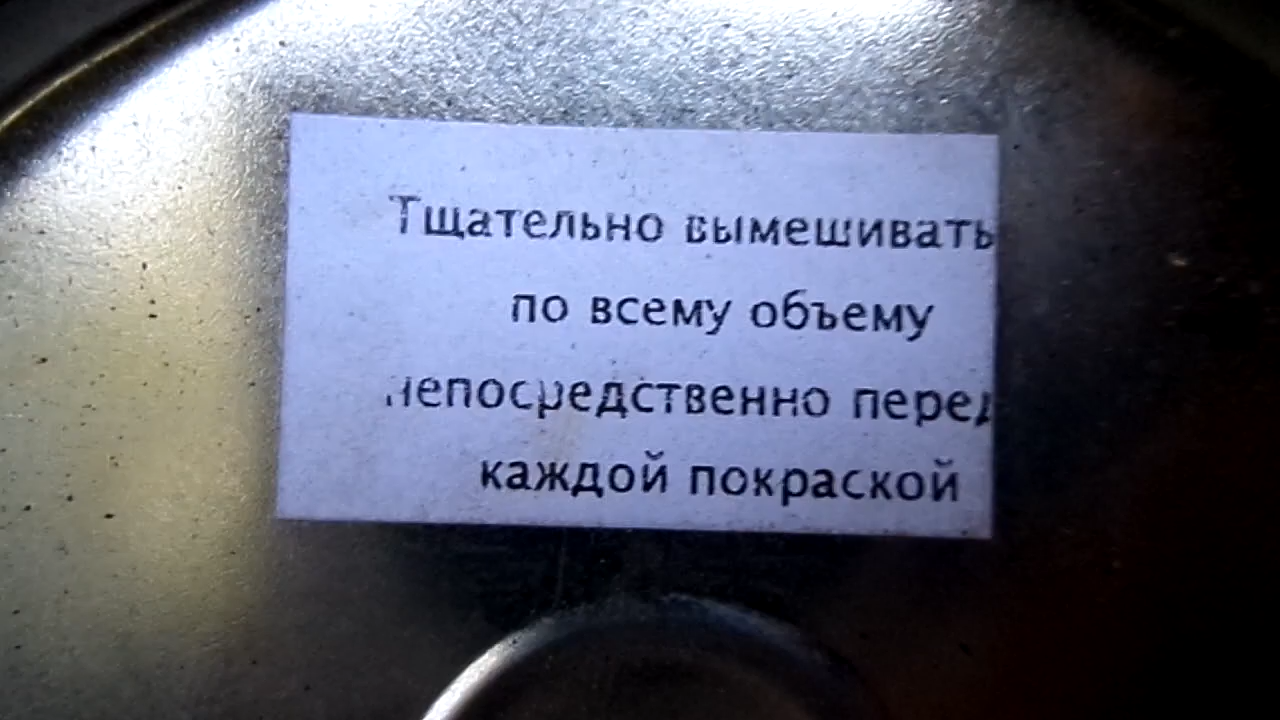 Тщательно вымешивать
по всему объему
непосредственно перед
каждой покраской